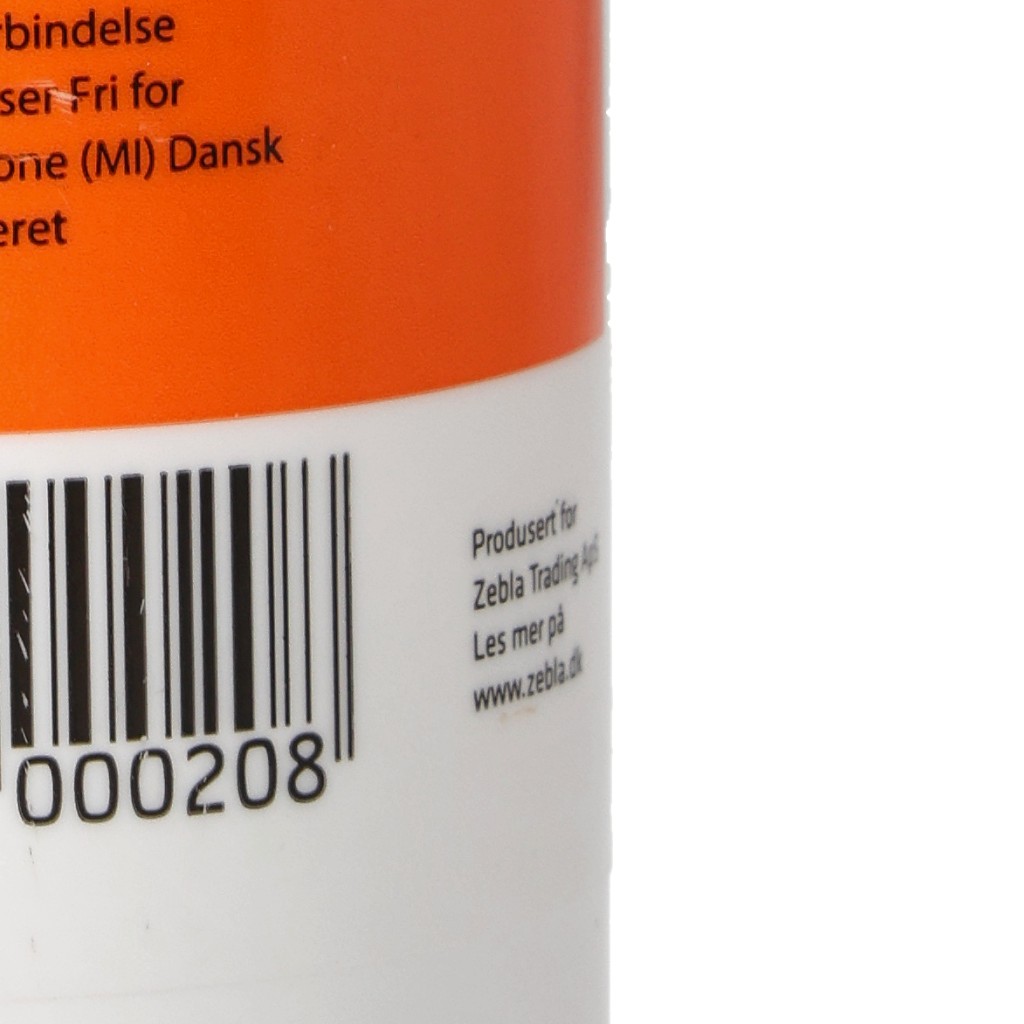 rbindelse
ser Fri for
one (MI) Dansk
eret
000208
Produsert for
Zebla Trading ApS
Les mer på
www.zebla.dk